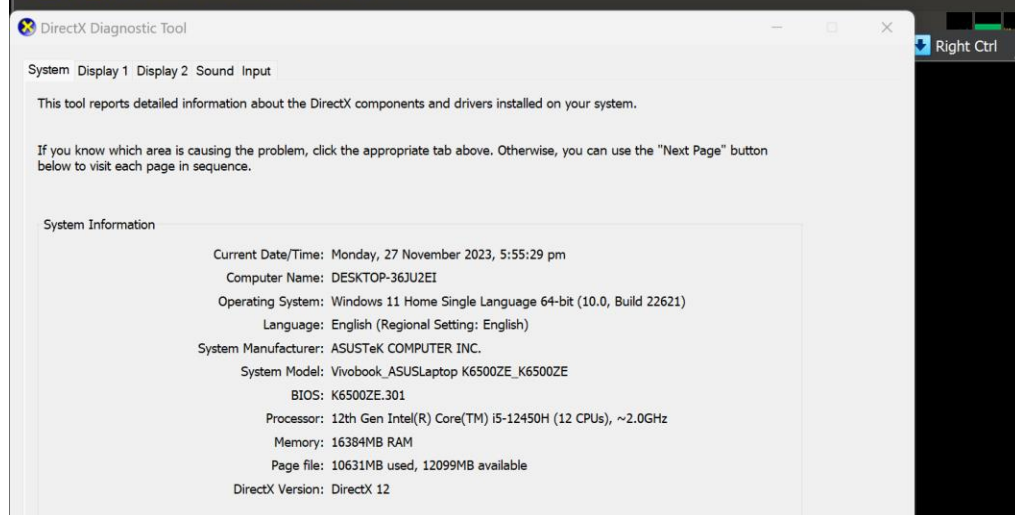 DirectX Diagnostic Tool
Right Ctrl
System Display 1 Display 2 Sound Input
This tool reports detailed information about the DirectX components and drivers installed on your system.
If you know which area is causing the problem, click the appropriate tab above. Otherwise, you can use the "Next Page" button
below to visit each page in sequence.
System Information
Current Date/Time: Monday, 27 November 2023, 5:55:29 pm
Computer Name: DESKTOP-36JU2EI
Operating System: Windows 11 Home Single Language 64-bit (10.0, Build 22621)
Language: English (Regional Setting: English)
System Manufacturer: ASUSTeK COMPUTER INC.
System Model: Vivobook_ASUSLaptop K6500ZE_K6500ZE
BIOS: K6500ZE.301
Processor: 12th Gen Intel(R) Core(TM) i5-12450H (12 CPUs), ~2.0GHz
Memory: 16384MB RAM
Page file: 10631MB used, 12099MB available
DirectX Version: DirectX 12